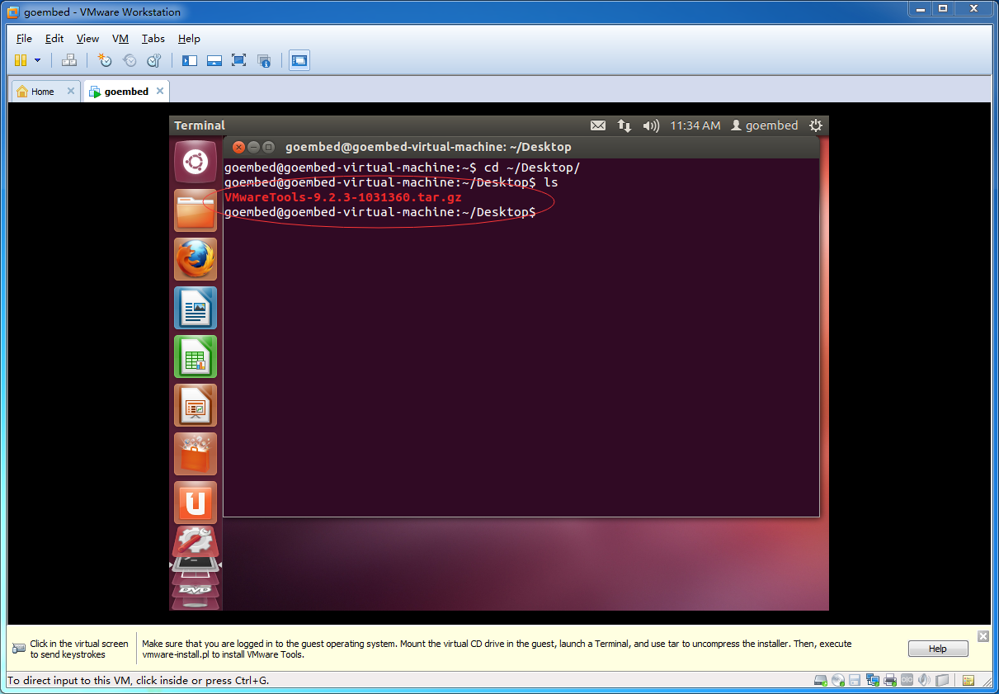 goembed - VMware Workstation
File Edit View VM Tabs Help
Home goembed
Terminal 11:34 AM goembed
goembed@goembed-virtual-machine: ~/Desktop
goembed@goembed-virtual-machine:~$ cd ~/Desktop/
goembed@goembed-virtual-machine:~/Desktop$ ls
VMwareTools-9.2.3-1031360.tar.gz
goembed@goembed-virtual-machine:~/Desktop$
DVD
Click in the virtual screen
to send keystrokes
Make sure that you are logged in to the guest operating system. Mount the virtual CD drive in the guest, launch a Terminal, and use tar to uncompress the installer. Then, execute
vmware-install.pl to install VMware Tools.
Help
To direct input to this VM, click inside or press Ctrl+G.